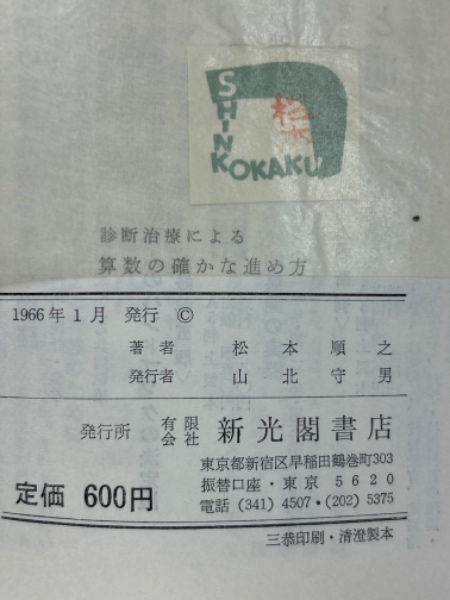 SHINKOKAKU
診断治療による
算数の確かな進め方
1966年1月 発行 ©
著者 松本順之
発行者 山北守男
発行所 有限会社 新光閣書店
東京都新宿区早稲田鶴巻町303
振替口座・東京 5620
電話 (341) 4507・(202) 5375
定価 600円
三恭印刷・清澄製本